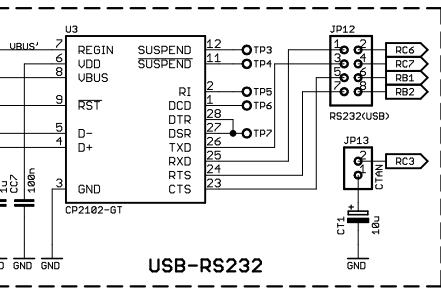 U3
JP12
VBUS'
7 REGIN SUSPEND 12 TP3
6 VDD SUSPEND 11 TP4
8 VBUS
RI 2 TP5
9 RST DCD 1 TP6
DTR 28
5 D- DSR 27 TP7
4 D+ TXD 26
RXD 25
RTS 24
3 GND CTS 23
CP2102-GT
1 2 RC6
3 4 RC7
5 6 RB1
7 8 RB2
RS232(USB)
JP13
2 RC3
1
CTAN
1u
CC7
100n
CT1
+
10u
GND GND GND
USB-RS232